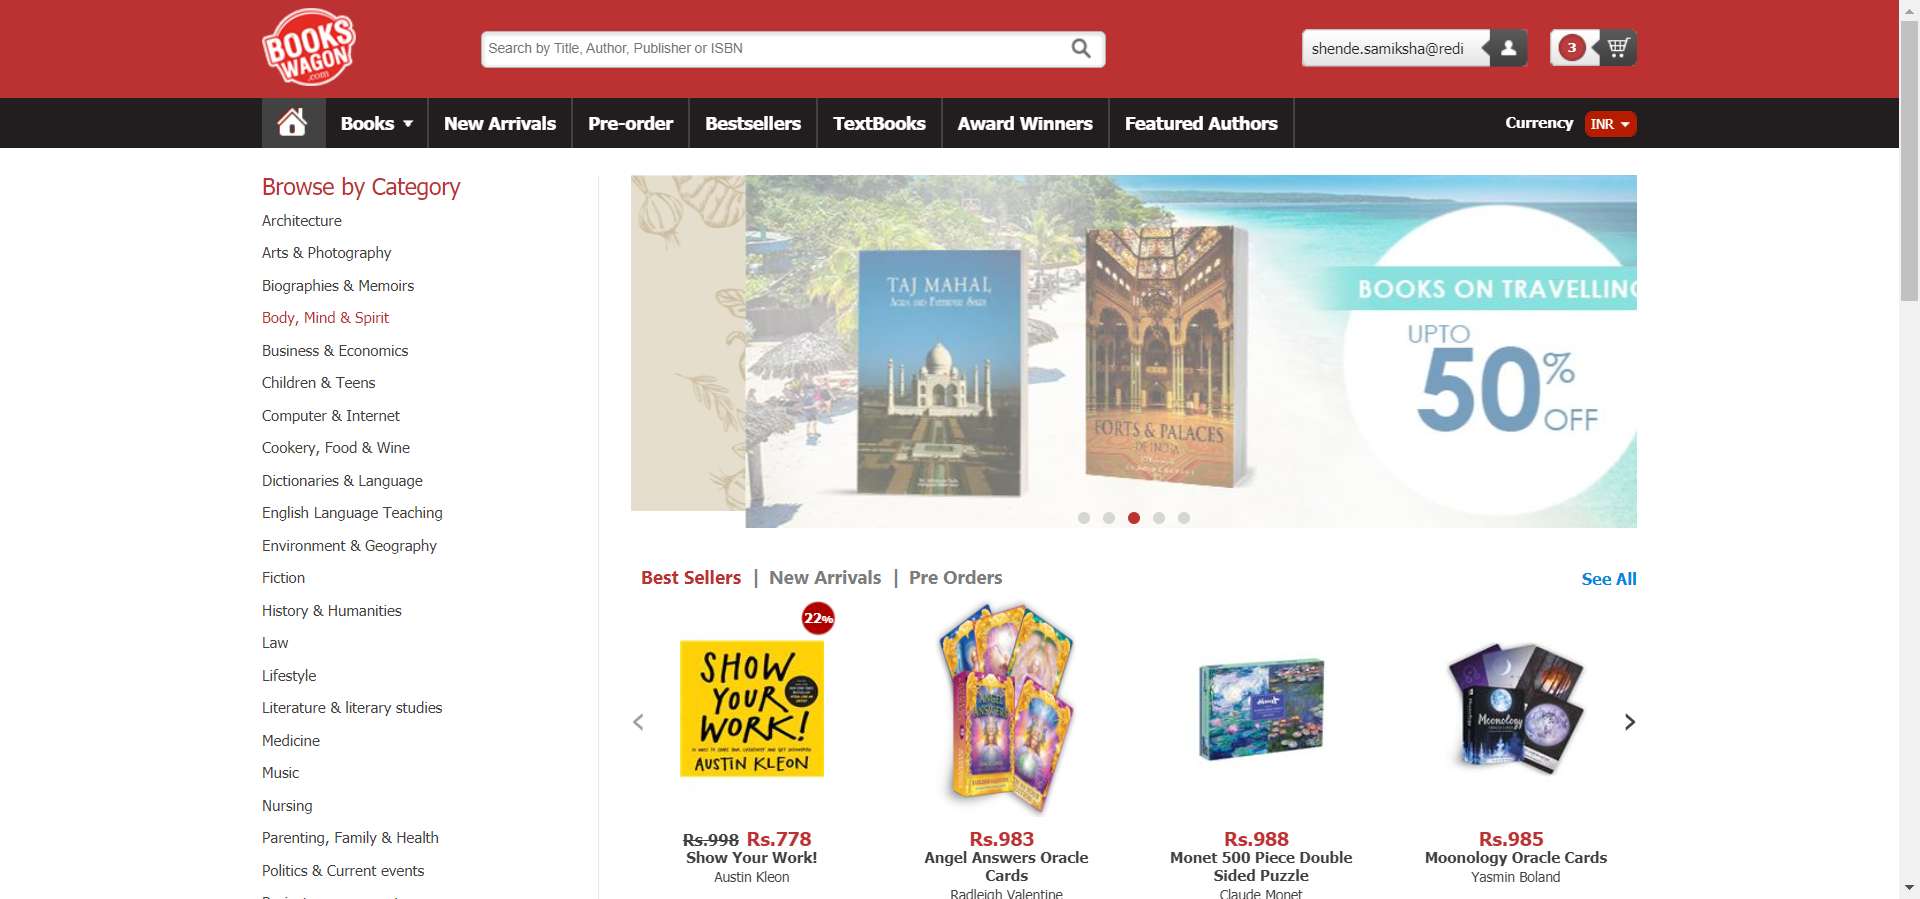 BOOKS
WAGON
.com
Search by Title, Author, Publisher or ISBN
shende.samiksha@redi
3
Books
New Arrivals
Pre-order
Bestsellers
TextBooks
Award Winners
Featured Authors
Currency
INR
Browse by Category
Architecture
Arts & Photography
Biographies & Memoirs
Body, Mind & Spirit
Business & Economics
Children & Teens
Computer & Internet
Cookery, Food & Wine
Dictionaries & Language
English Language Teaching
Environment & Geography
Fiction
History & Humanities
Law
Lifestyle
Literature & literary studies
Medicine
Music
Nursing
Parenting, Family & Health
Politics & Current events
TAJ MAHAL
FORTS & PALACES
OF INDIA
BOOKS ON TRAVELLING
UPTO
50%
OFF
Best Sellers | New Arrivals | Pre Orders
See All
22%
SHOW
YOUR
WORK!
AUSTIN KLEON
Rs.998 Rs.778
Show Your Work!
Austin Kleon
ANGEL
ANSWERS
Rs.983
Angel Answers Oracle
Cards
Radleigh Valentine
Rs.988
Monet 500 Piece Double
Sided Puzzle
Claude Monet
Moonology
Rs.985
Moonology Oracle Cards
Yasmin Boland